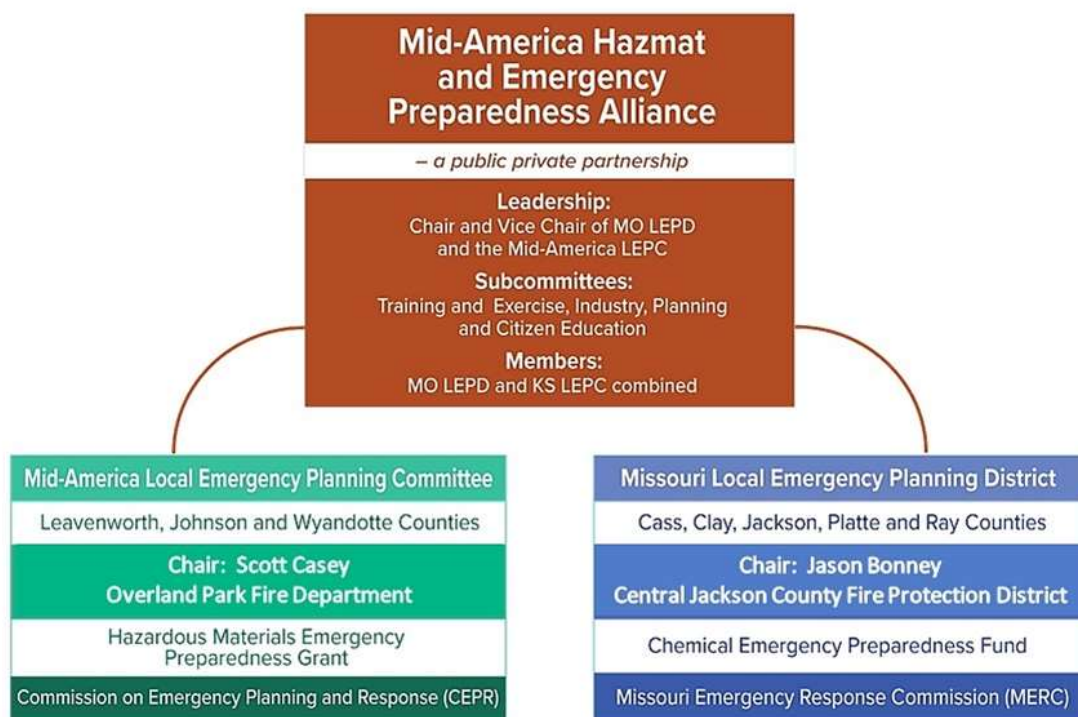 Mid-America Hazmat
and Emergency
Preparedness Alliance
– a public private partnership
Leadership:
Chair and Vice Chair of MO LEPD
and the Mid-America LEPC
Subcommittees:
Training and Exercise, Industry, Planning
and Citizen Education
Members:
MO LEPD and KS LEPC combined
Mid-America Local Emergency Planning Committee
Leavenworth, Johnson and Wyandotte Counties
Chair: Scott Casey
Overland Park Fire Department
Hazardous Materials Emergency
Preparedness Grant
Commission on Emergency Planning and Response (CEPR)
Missouri Local Emergency Planning District
Cass, Clay, Jackson, Platte and Ray Counties
Chair: Jason Bonney
Central Jackson County Fire Protection District
Chemical Emergency Preparedness Fund
Missouri Emergency Response Commission (MERC)